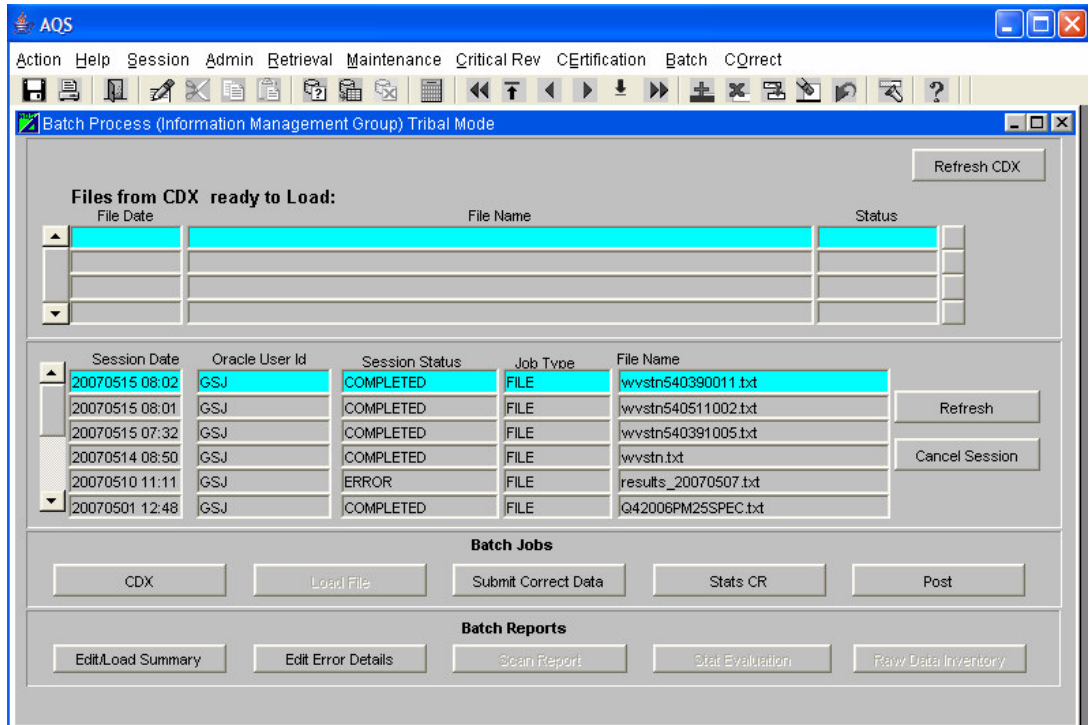 AQS
Action Help Session Admin Retrieval Maintenance Critical Rev CErtification Batch COrrect
Batch Process (Information Management Group) Tribal Mode
Refresh CDX
Files from CDX ready to Load:
File Date File Name Status
Session Date Oracle User Id Session Status Job Type File Name
20070515 08:02 GSJ COMPLETED FILE wvstn540390011.txt
20070515 08:01 GSJ COMPLETED FILE wvstn540511002.txt
Refresh
20070515 07:32 GSJ COMPLETED FILE wvstn540391005.txt
20070514 08:50 GSJ COMPLETED FILE wvstn.txt
Cancel Session
20070510 11:11 GSJ ERROR FILE results_20070507.txt
20070501 12:48 GSJ COMPLETED FILE Q42006PM25SPEC.txt
Batch Jobs
CDX Load File Submit Correct Data Stats CR Post
Batch Reports
Edit/Load Summary Edit Error Details Scan Report Stat Evaluation Raw Data Inventory